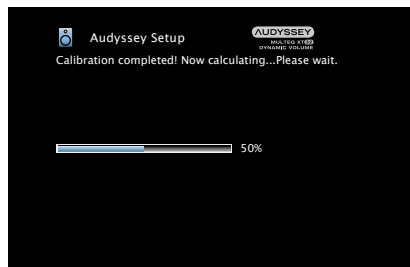 Audyssey Setup
AUDYSSEY
MULTEQ XT32
DYNAMIC VOLUME
Calibration completed! Now calculating...Please wait.
50%